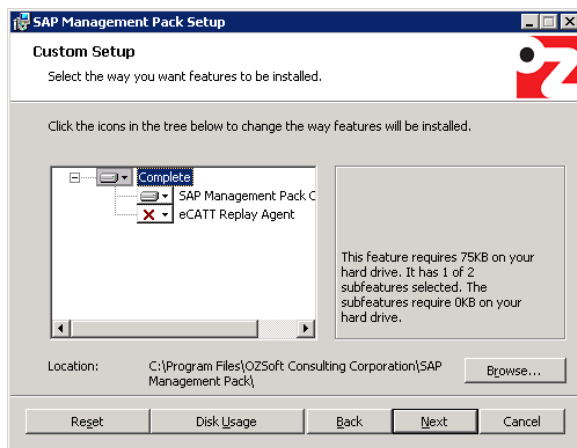 SAP Management Pack Setup
Custom Setup
Select the way you want features to be installed.
OZ
Click the icons in the tree below to change the way features will be installed.
Complete
SAP Management Pack C
eCATT Replay Agent
This feature requires 75KB on your
hard drive. It has 1 of 2
subfeatures selected. The
subfeatures require 0KB on your
hard drive.
Location:
C:\Program Files\OZSoft Consulting Corporation\SAP
Management Pack\
Browse...
Reset
Disk Usage
Back
Next
Cancel